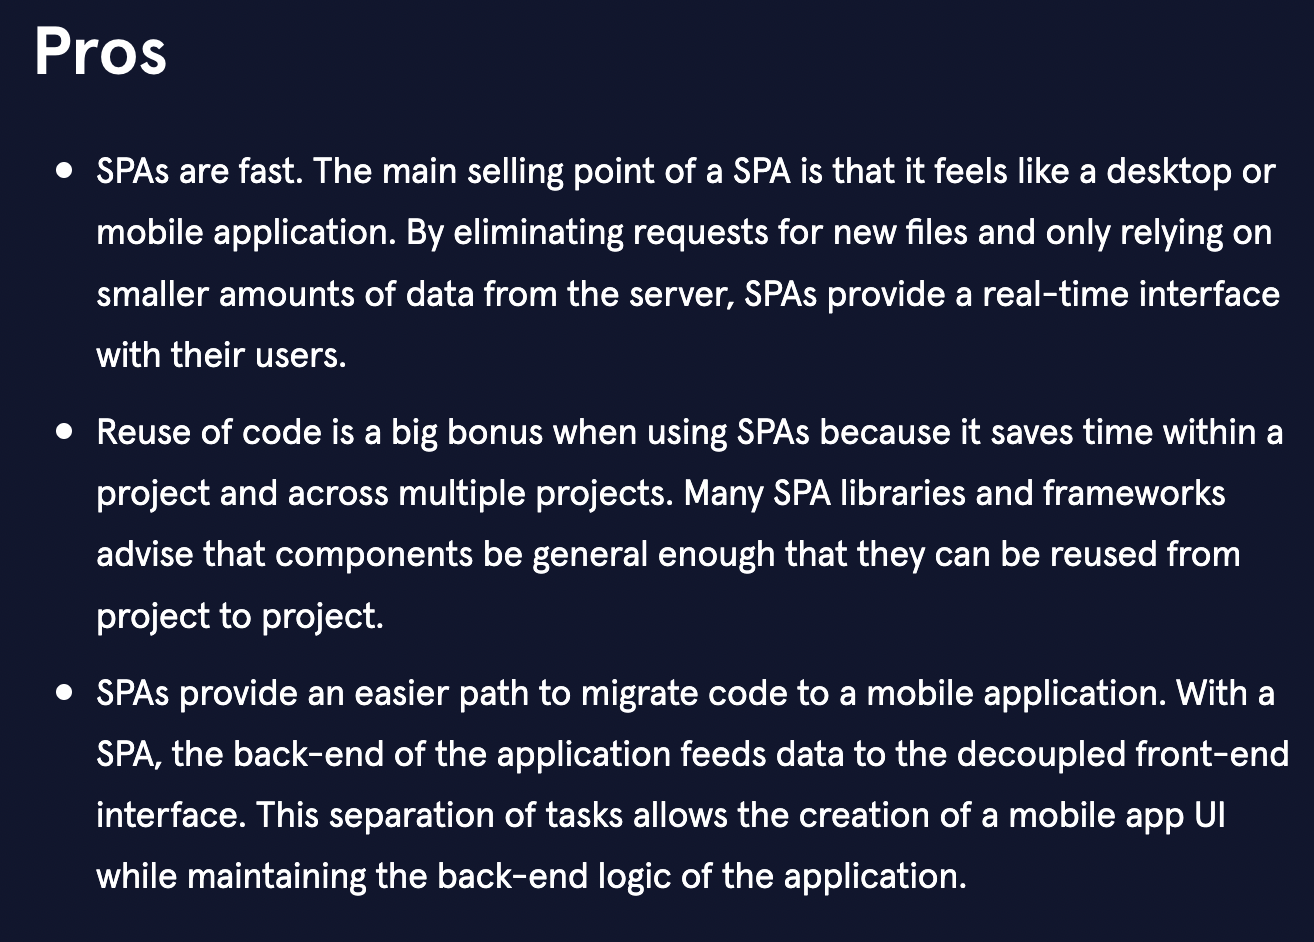 Pros
• SPAs are fast. The main selling point of a SPA is that it feels like a desktop or
mobile application. By eliminating requests for new files and only relying on
smaller amounts of data from the server, SPAs provide a real-time interface
with their users.
• Reuse of code is a big bonus when using SPAs because it saves time within a
project and across multiple projects. Many SPA libraries and frameworks
advise that components be general enough that they can be reused from
project to project.
• SPAs provide an easier path to migrate code to a mobile application. With a
SPA, the back-end of the application feeds data to the decoupled front-end
interface. This separation of tasks allows the creation of a mobile app UI
while maintaining the back-end logic of the application.